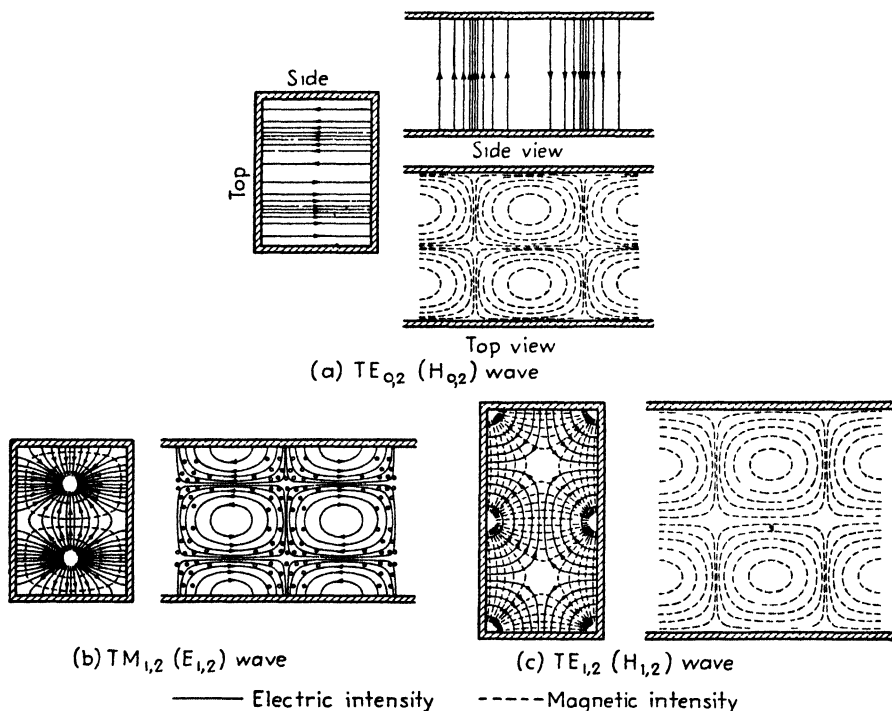 Side
Top
Side view
Top view
(a) TE0,2 (H0,2) wave
(b) TM1,2 (E1,2) wave
(c) TE1,2 (H1,2) wave
Electric intensity
Magnetic intensity